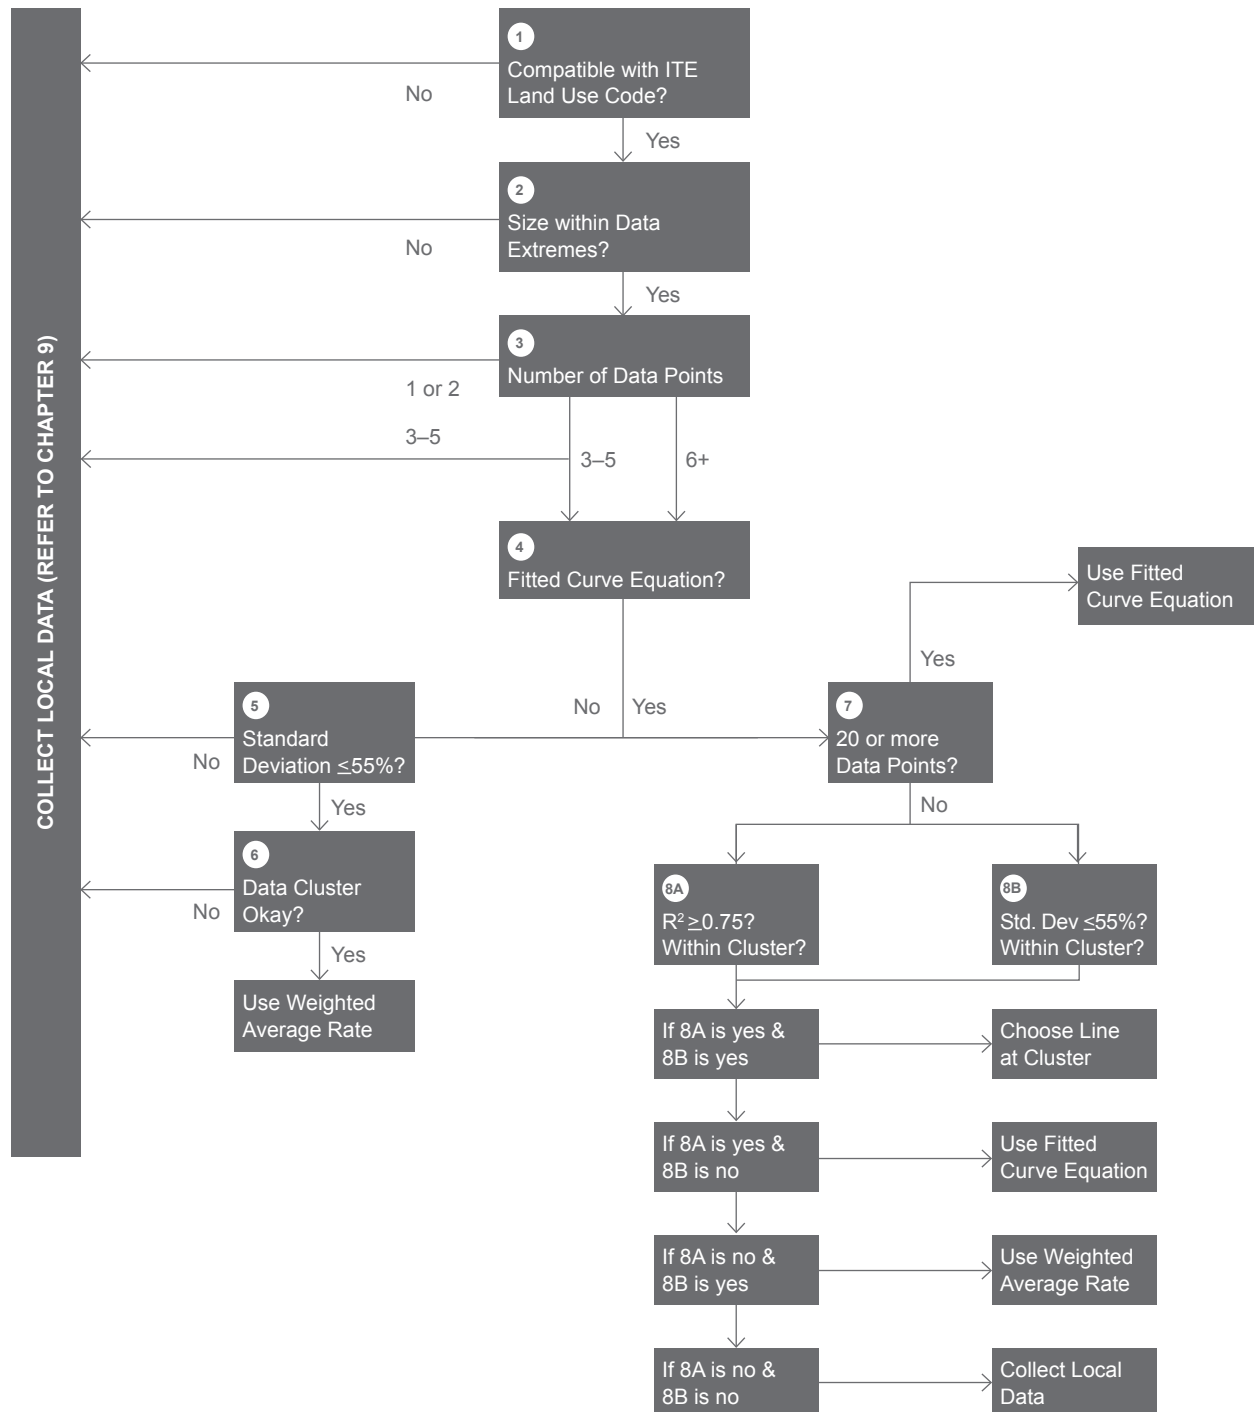 COLLECT LOCAL DATA (REFER TO CHAPTER 9)
1
Compatible with ITE
Land Use Code?
No
Yes
2
Size within Data
Extremes?
No
Yes
3
Number of Data Points
1 or 2
3–5
3–5
6+
4
Fitted Curve Equation?
No
Yes
5
Standard
Deviation ≤55%?
No
Yes
6
Data Cluster
Okay?
No
Yes
Use Weighted
Average Rate
7
20 or more
Data Points?
Yes
Use Fitted
Curve Equation
No
8A
R² ≥0.75?
Within Cluster?
8B
Std. Dev ≤55%?
Within Cluster?
If 8A is yes &
8B is yes
Choose Line
at Cluster
If 8A is yes &
8B is no
Use Fitted
Curve Equation
If 8A is no &
8B is yes
Use Weighted
Average Rate
If 8A is no &
8B is no
Collect Local
Data